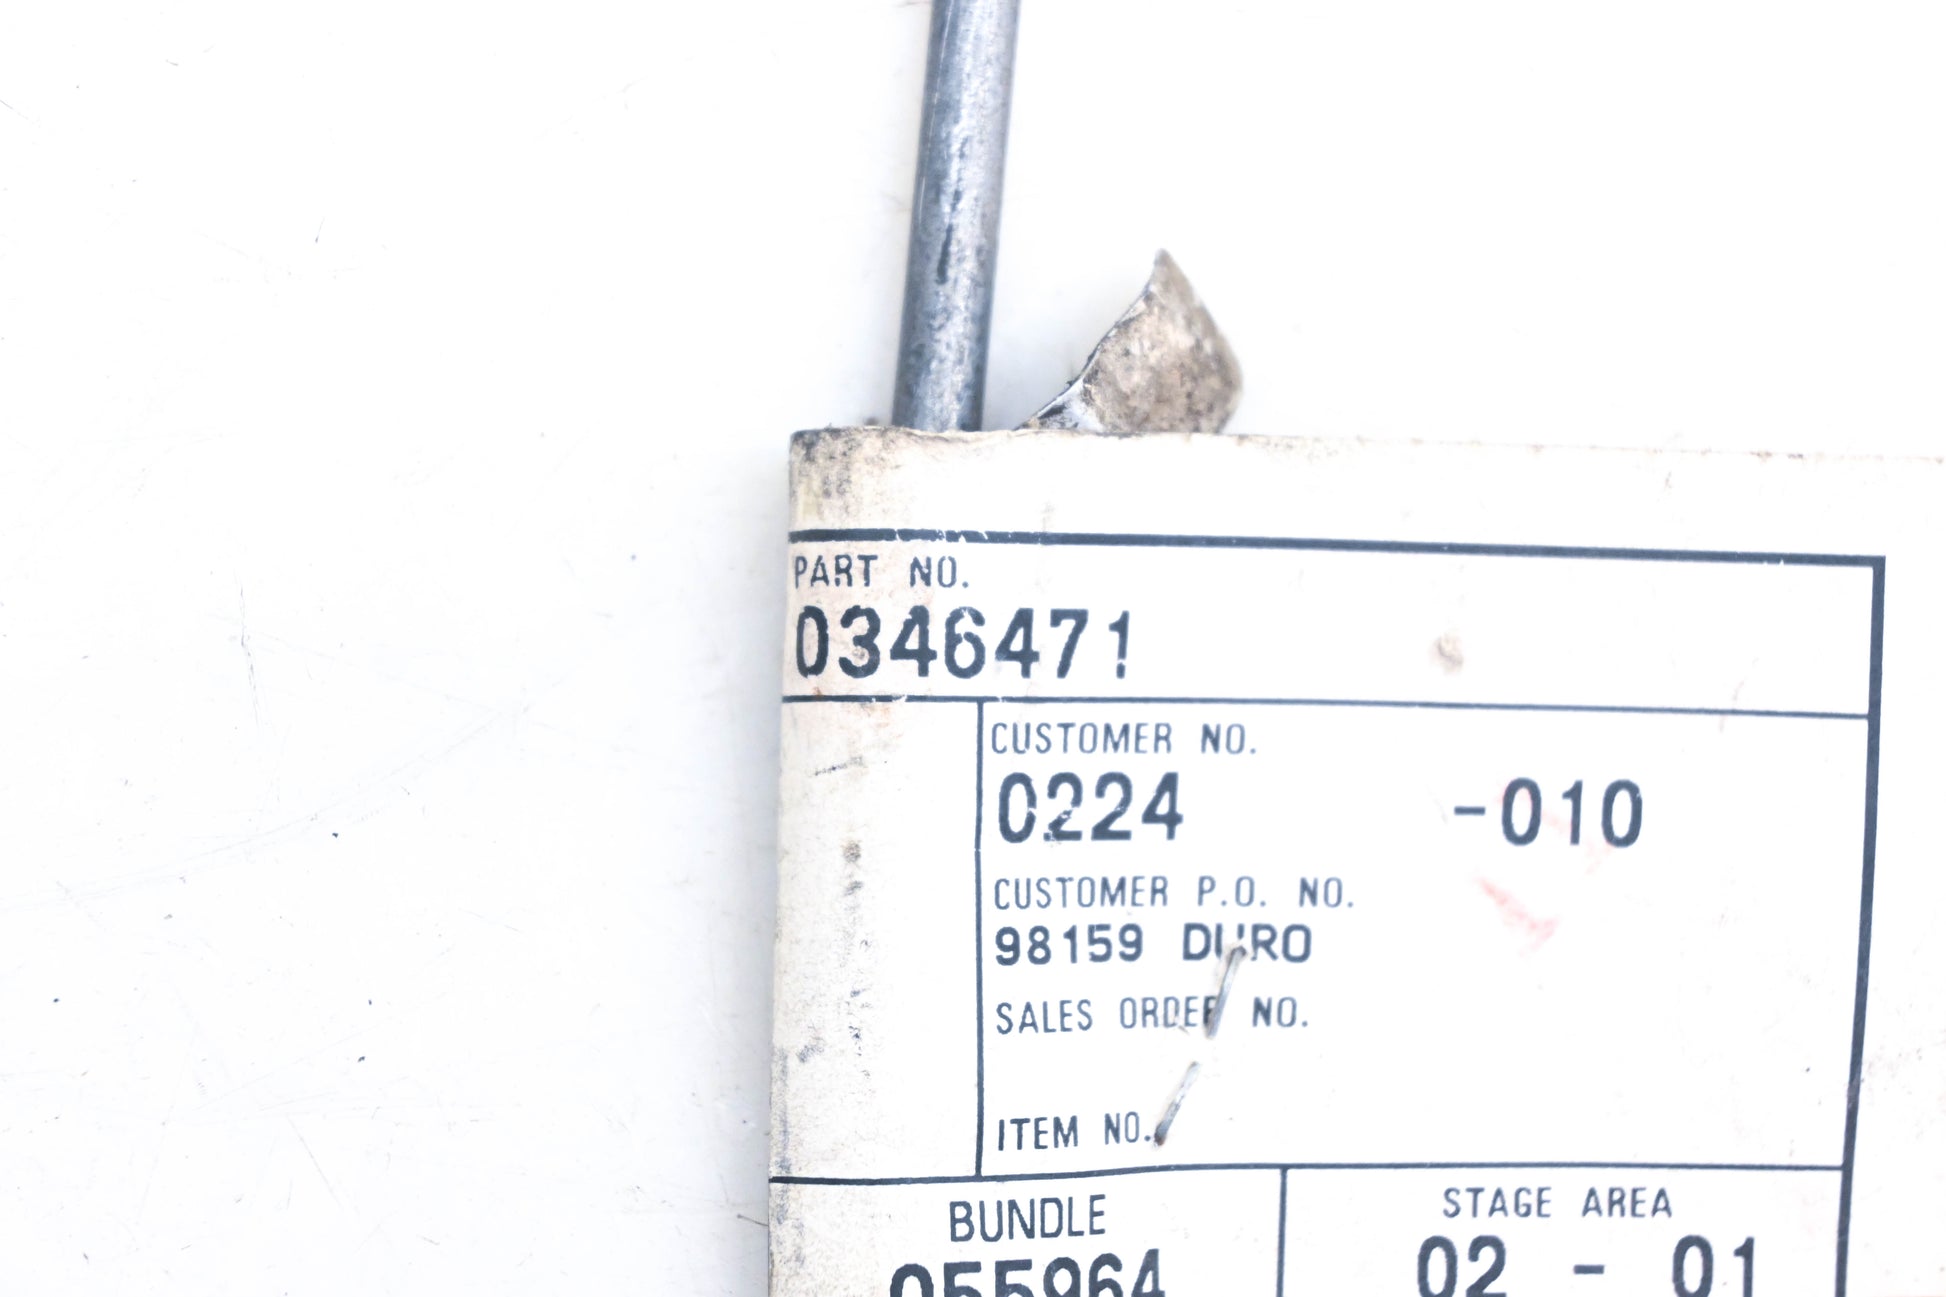 PART NO.
0346471
CUSTOMER NO.
0224 -010
CUSTOMER P.O. NO.
98159 DURO
SALES ORDER NO.
ITEM NO.
BUNDLE STAGE AREA
055964 02 - 01